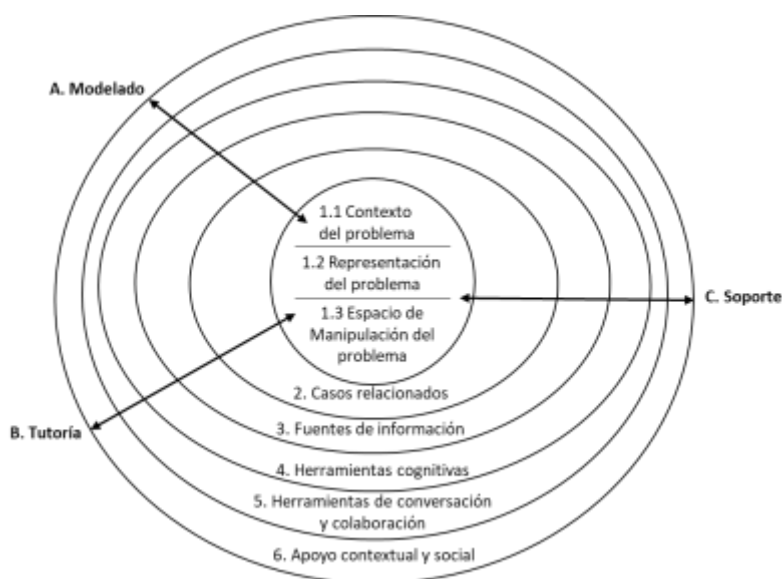 A. Modelado
1.1 Contexto
del problema
1.2 Representación
del problema
1.3 Espacio de
Manipulación del
problema
C. Soporte
B. Tutoría
2. Casos relacionados
3. Fuentes de información
4. Herramientas cognitivas
5. Herramientas de conversación
y colaboración
6. Apoyo contextual y social